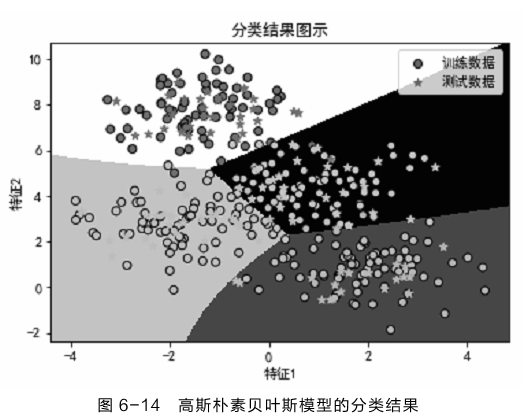 分类结果图示
训练数据
测试数据
10
8
6
4
2
0
−2
特征2
−4
−2
0
2
4
特征1
图 6-14 高斯朴素贝叶斯模型的分类结果